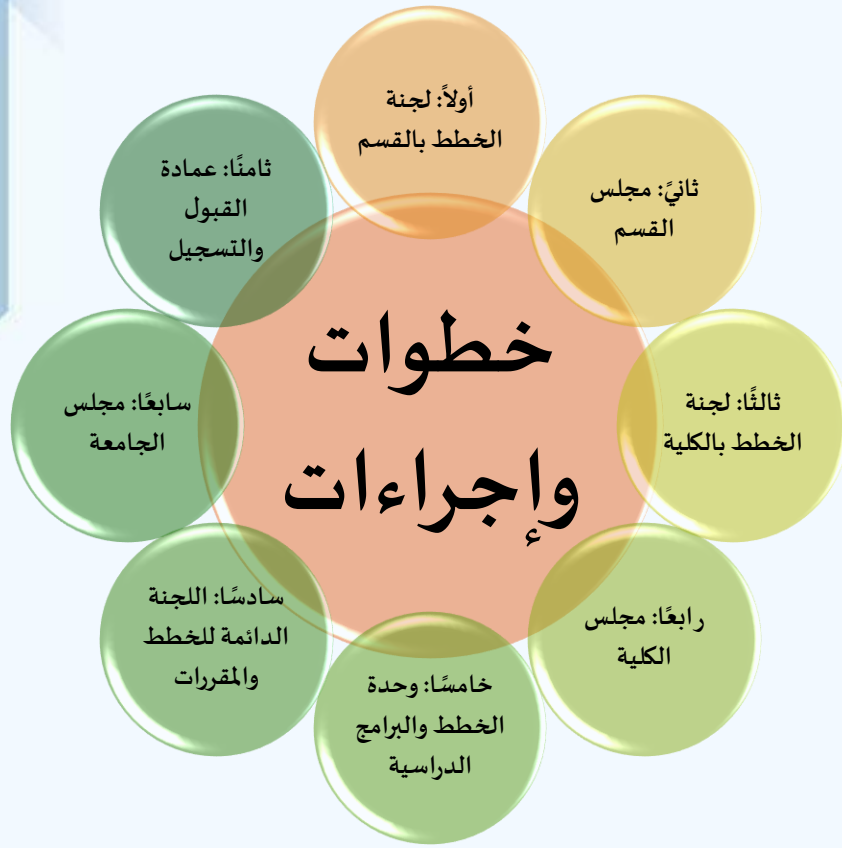 خطوات
وإجراءات
أولاً: لجنة
الخطط بالقسم
ثانيً: مجلس
القسم
ثالثًا: لجنة
الخطط بالكلية
رابعًا: مجلس
الكلية
خامسًا: وحدة
الخطط والبرامج
الدراسية
سادسًا: اللجنة
الدائمة للخطط
والمقررات
سابعًا: مجلس
الجامعة
ثامنًا: عمادة
القبول
والتسجيل